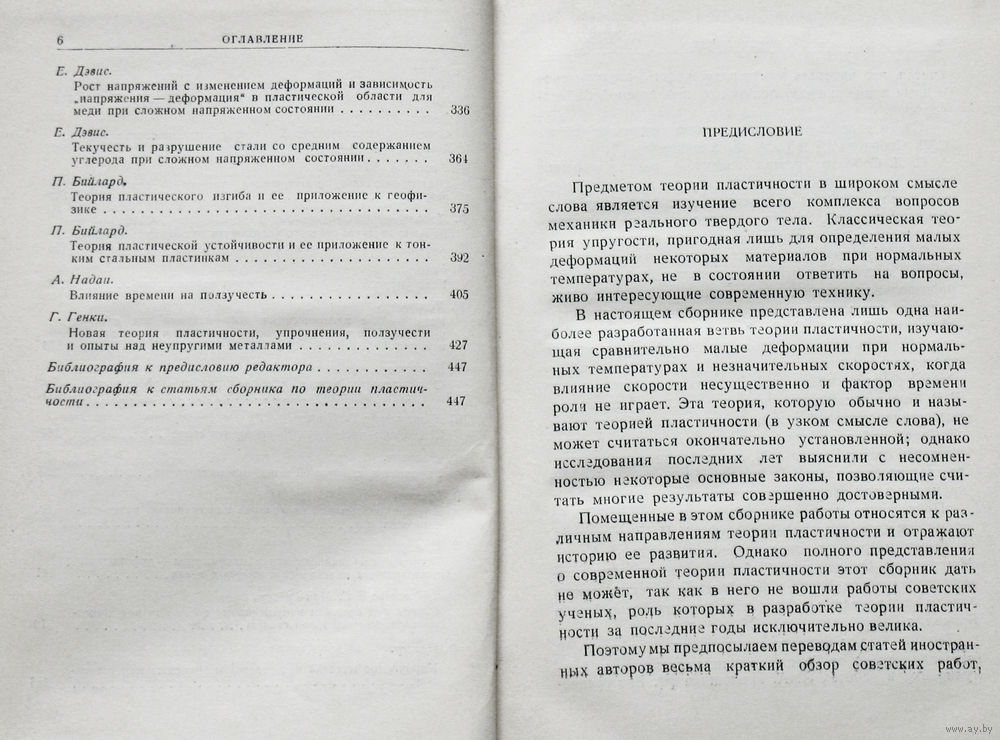 6 ОГЛАВЛЕНИЕ
Е. Дэвис.
Рост напряжений с изменением деформаций и зависимость
„напряжения — деформация“ в пластической области для
меди при сложном напряженном состоянии . . . . . . . . . . 336
Е. Дэвис.
Текучесть и разрушение стали со средним содержанием
углерода при сложном напряженном состоянии . . . . . . . 364
П. Бийлард.
Теория пластического изгиба и ее приложение к геофи-
зике . . . . . . . . . . . . . . . . . . . . . . . . . . . . . . . . . 375
П. Бийлард.
Теория пластической устойчивости и ее приложение к тон-
ким стальным пластинкам . . . . . . . . . . . . . . . . . . . 392
А. Надаи.
Влияние времени на ползучесть . . . . . . . . . . . . . . . . 405
Г. Генки.
Новая теория пластичности, упрочнения, ползучести
и опыты над неупругими металлами . . . . . . . . . . . . . 427
Библиография к предисловию редактора . . . . . . . . . . . 447
Библиография к статьям сборника по теории пластич-
ности . . . . . . . . . . . . . . . . . . . . . . . . . . . . . . . . 447
ПРЕДИСЛОВИЕ
Предметом теории пластичности в широком смысле
слова является изучение всего комплекса вопросов
механики реального твердого тела. Классическая тео-
рия упругости, пригодная лишь для определения малых
деформаций некоторых материалов при нормальных
температурах, не в состоянии ответить на вопросы,
живо интересующие современную технику.
В настоящем сборнике представлена лишь одна наи-
более разработанная ветвь теории пластичности, изучаю-
щая сравнительно малые деформации при нормаль-
ных температурах и незначительных скоростях, когда
влияние скорости несущественно и фактор времени
роли не играет. Эта теория, которую обычно и назы-
вают теорией пластичности (в узком смысле слова), не
может считаться окончательно установленной; однако
исследования последних лет выяснили с несомнен-
ностью некоторые основные законы, позволяющие счи-
тать многие результаты совершенно достоверными.
Помещенные в этом сборнике работы относятся к раз-
личным направлениям теории пластичности и отражают
историю ее развития. Однако полного представления
о современной теории пластичности этот сборник дать
не может, так как в него не вошли работы советских
ученых, роль которых в разработке теории пластич-
ности за последние годы исключительно велика.
Поэтому мы предпосылаем переводам статей иностран-
ных авторов весьма краткий обзор советских работ,
www.ay.by